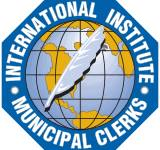 INTERNATIONAL INSTITUTE
MUNICIPAL CLERKS